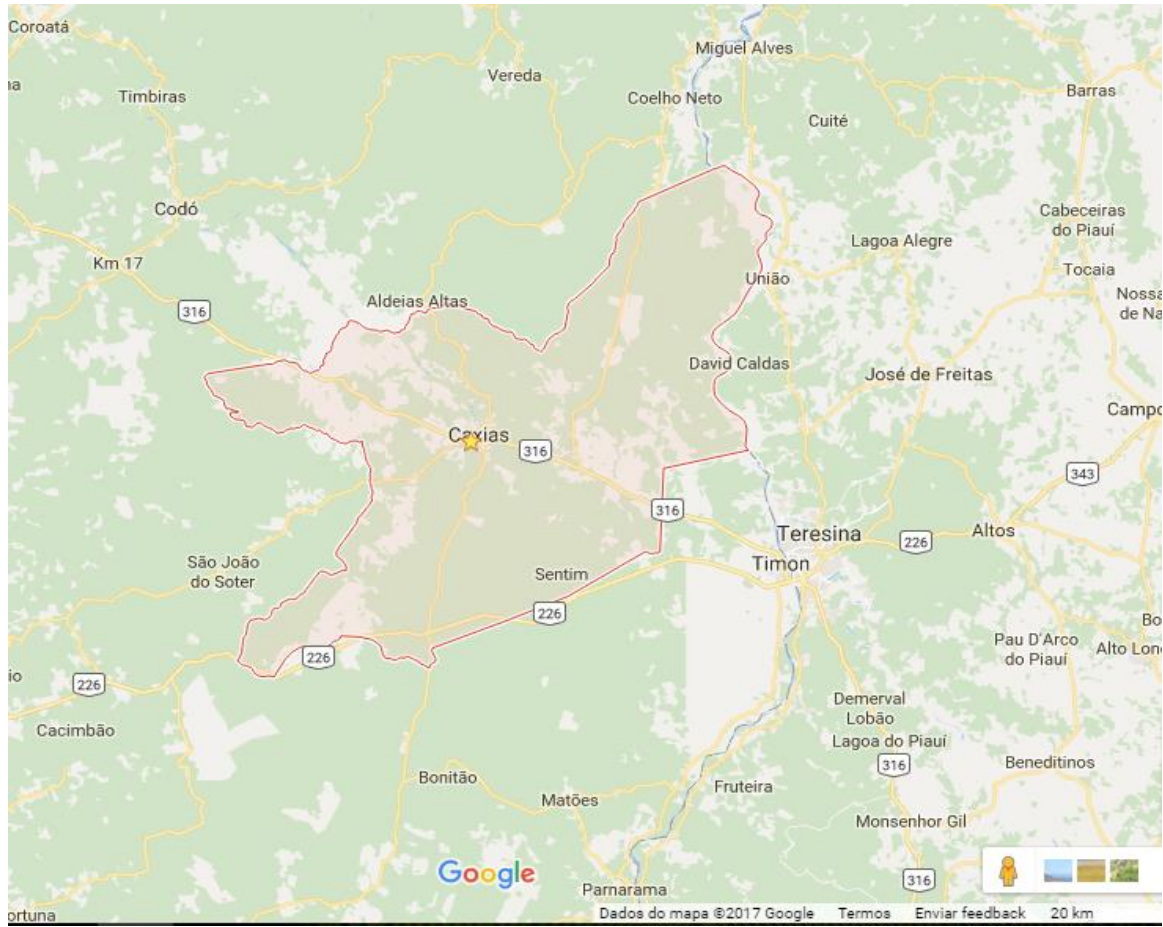 Coroatá
Miguel Alves
Vereda
Barras
Timbiras
Coelho Neto
Cuité
Codó
Cabeceiras
do Piauí
Lagoa Alegre
Km 17
Tocaia
União
Nossa
de Na
Aldeias Altas
316
David Caldas
José de Freitas
Campo
Caxias
316
343
316
Teresina
226
Altos
Timon
São João
do Soter
Sentim
226
Bo
Pau D'Arco
do Piauí
Alto Lon
226
io
226
Demerval
Lobão
Cacimbão
Lagoa do Piauí
316
Beneditinos
Bonitão
Fruteira
Matões
Monsenhor Gil
Google
316
Parnarama
ortuna
Dados do mapa ©2017 Google Termos Enviar feedback 20 km